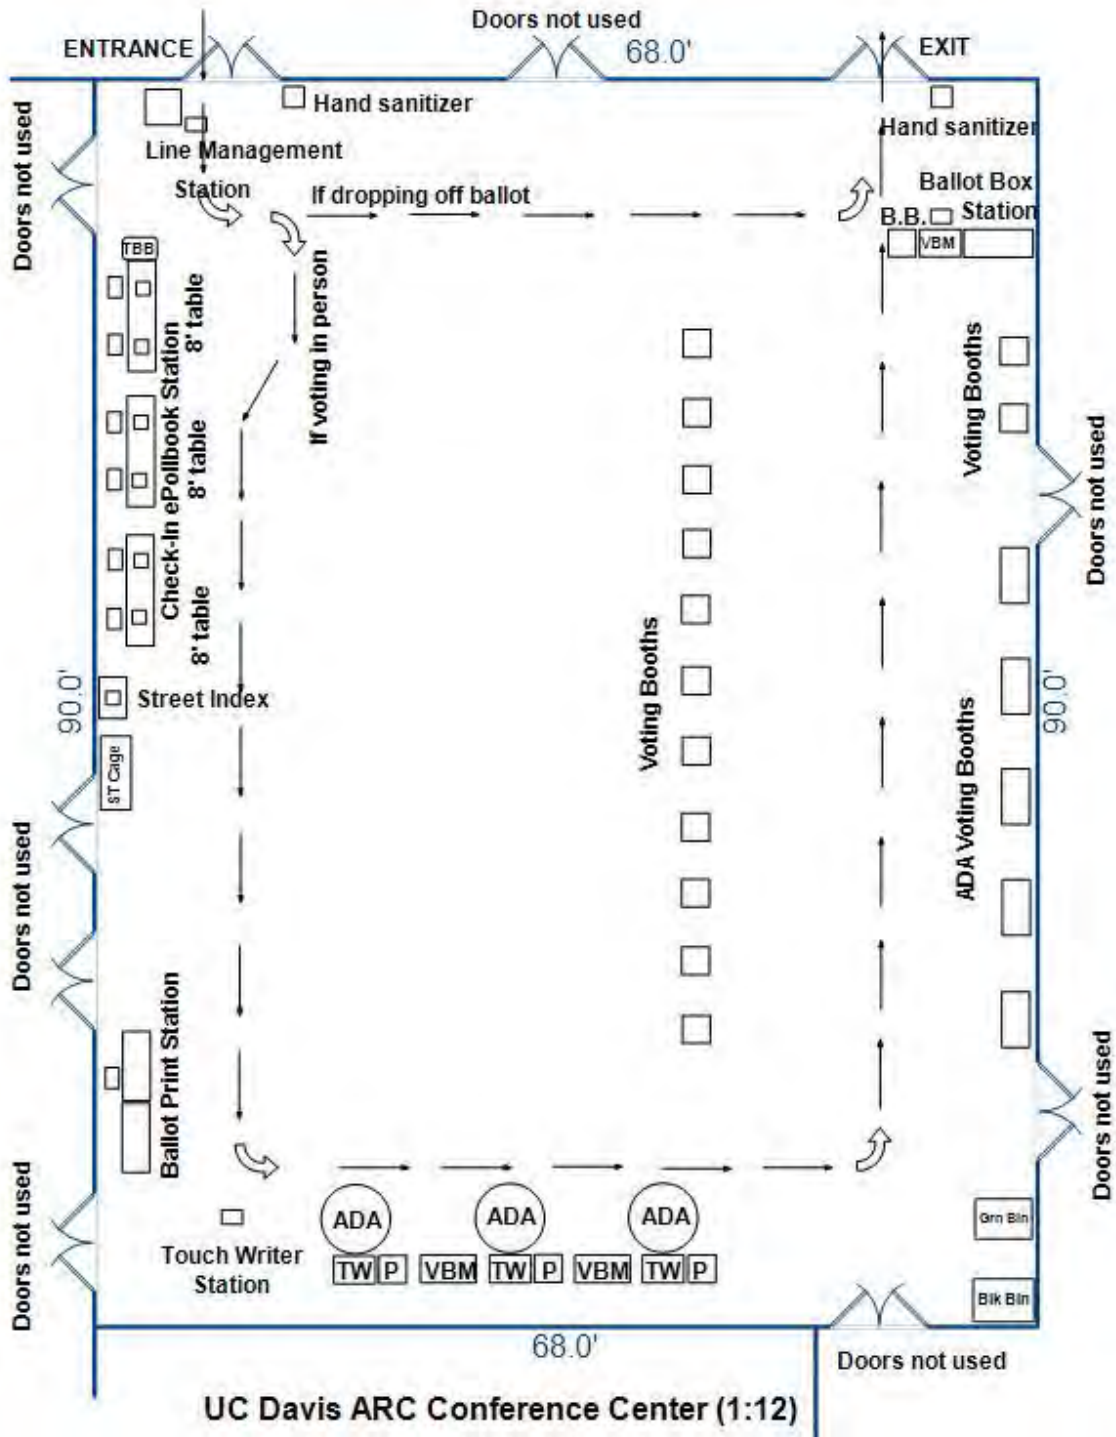 Doors not used
ENTRANCE
68.0'
EXIT
Hand sanitizer
Hand sanitizer
Line Management
Station
If dropping off ballot
Ballot Box
Station
B.B.
VBM
Doors not used
TBB
8' table
8' table
8' table
Check-In ePollbook Station
If voting in person
Voting Booths
Doors not used
Street Index
90.0'
ST Cage
Voting Booths
ADA Voting Booths
90.0'
Doors not used
Ballot Print Station
Doors not used
Doors not used
ADA
ADA
ADA
Touch Writer
Station
TW P VBM TW P VBM TW P
Grn Bin
Blk Bin
68.0'
Doors not used
UC Davis ARC Conference Center (1:12)